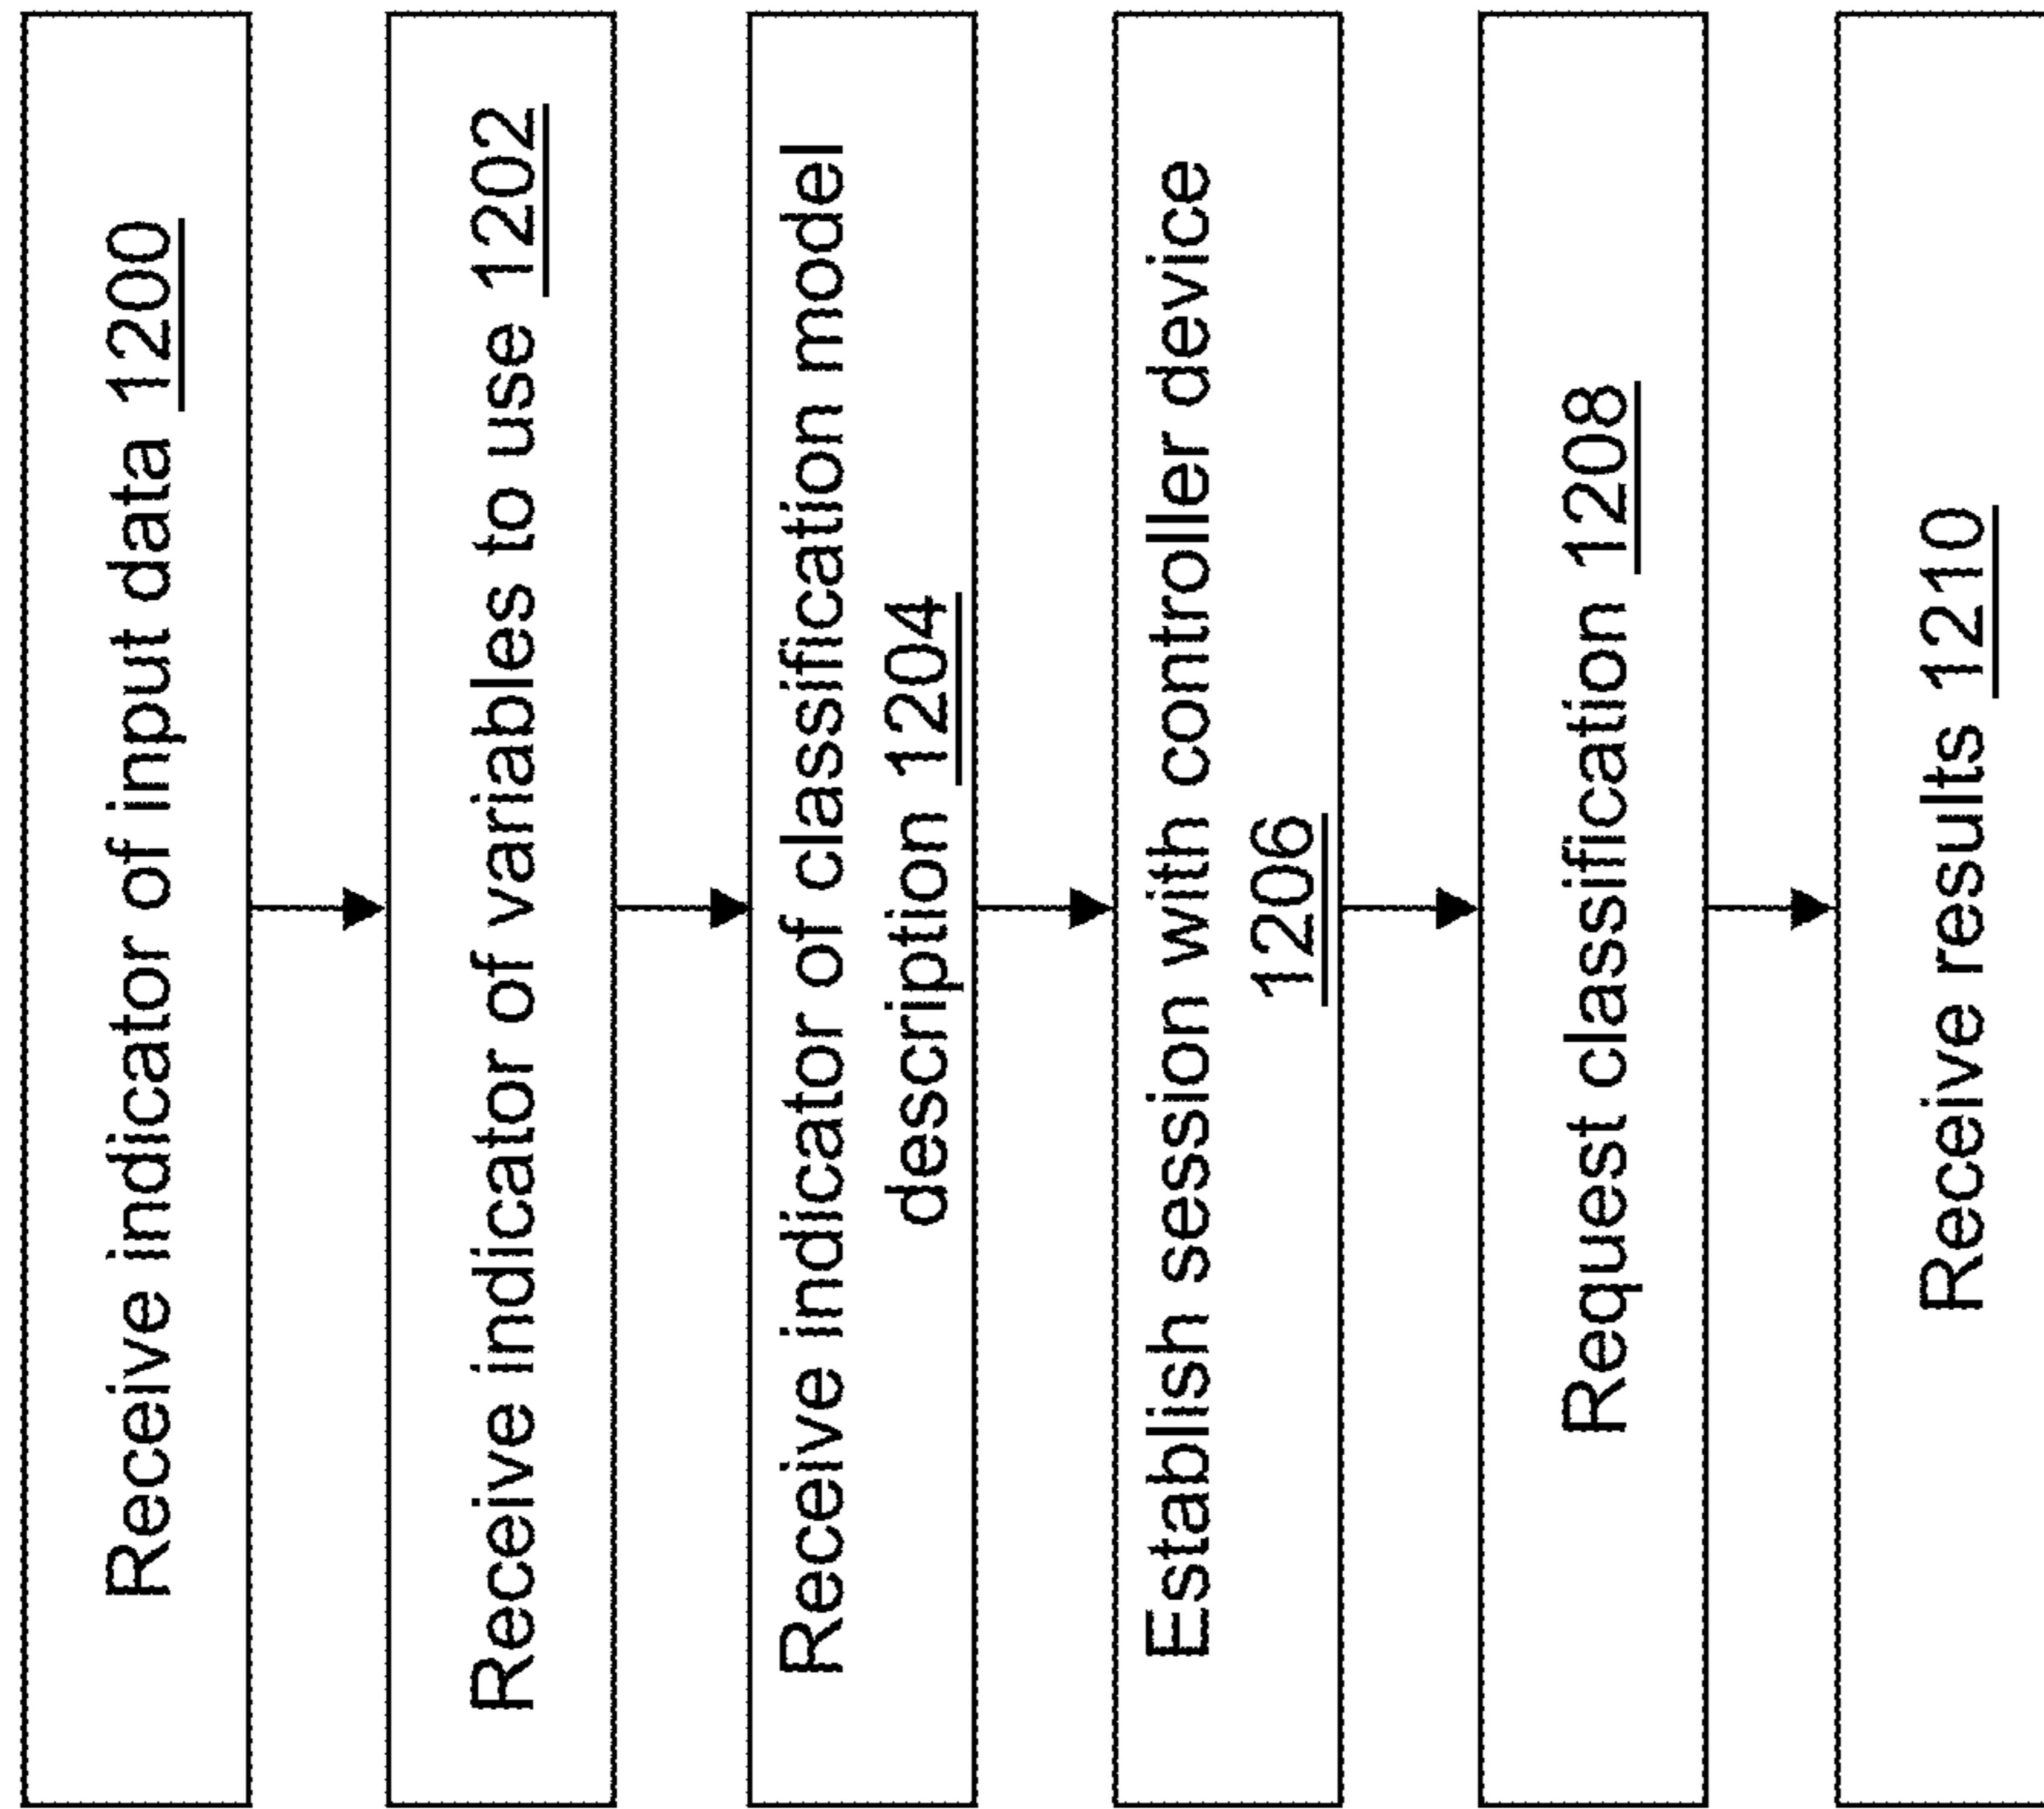 Receive indicator of input data 1200
Receive indicator of variables to use 1202
Receive indicator of classification model
description 1204
Establish session with controller device
1206
Request classification 1208
Receive results 1210